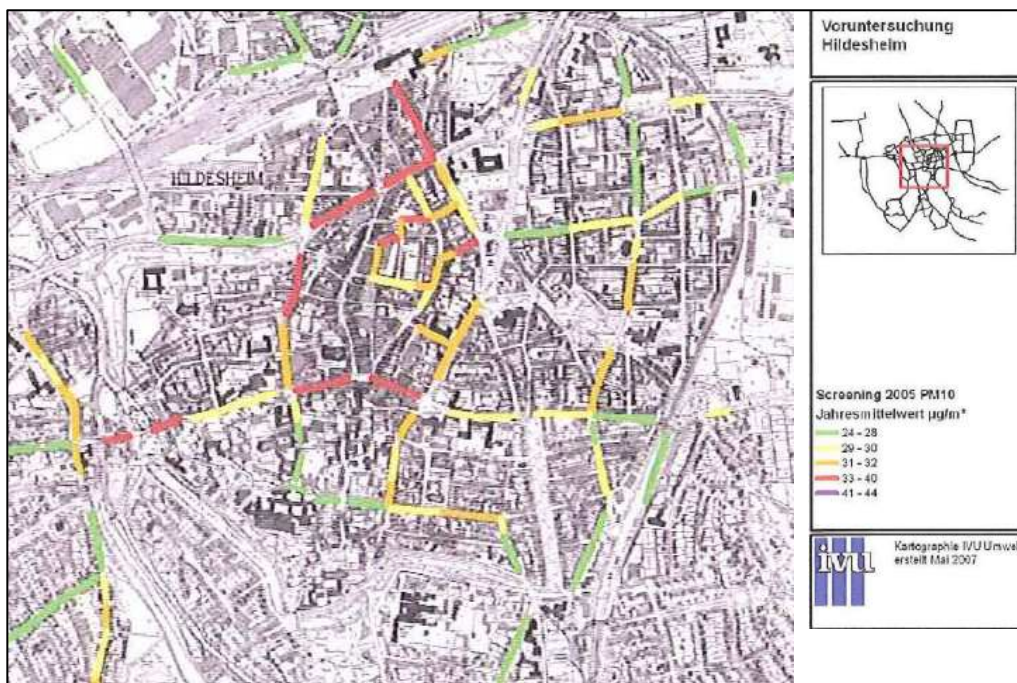 HILDESHEIM
Voruntersuchung
Hildesheim
Screening 2005 PM10
Jahresmittelwert µg/m³
24 - 28
29 - 30
31 - 32
33 - 40
41 - 44
ivu
Kartographie IVU Umwel
erstellt Mai 2007